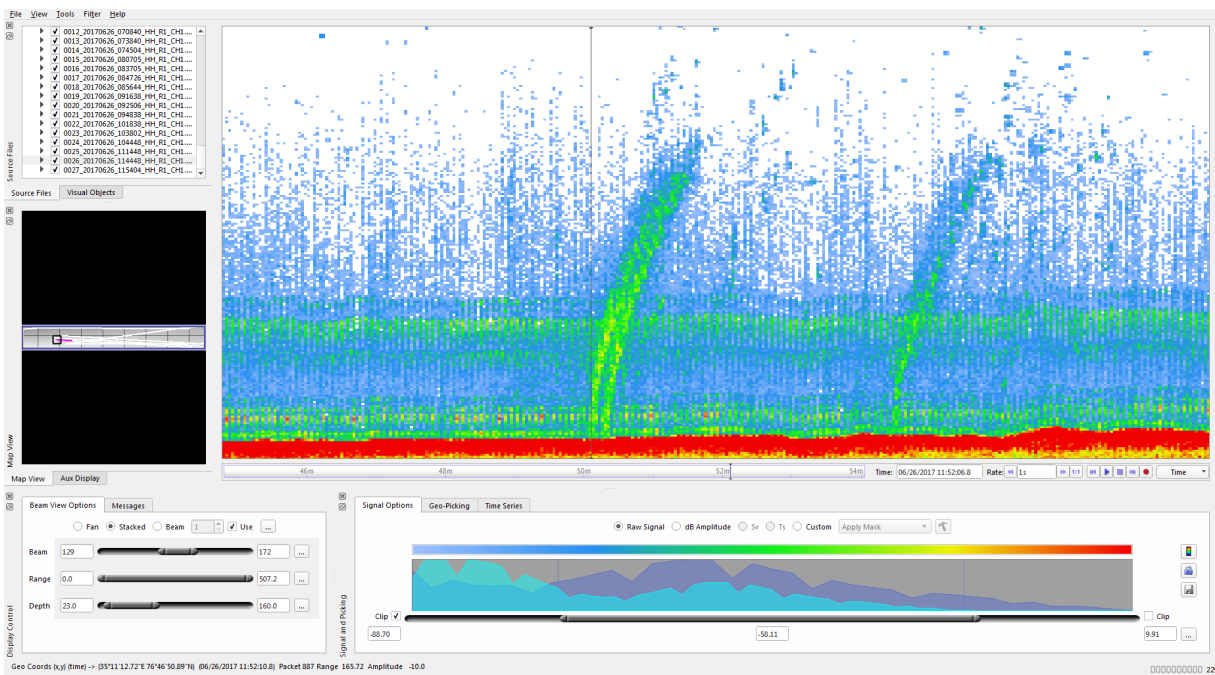 File View Tools Filter Help
0012_20170626_070840_HH_R1_CH1....
0013_20170626_073840_HH_R1_CH1....
0014_20170626_074504_HH_R1_CH1....
0015_20170626_080705_HH_R1_CH1....
0016_20170626_083705_HH_R1_CH1....
0017_20170626_084726_HH_R1_CH1....
0018_20170626_085644_HH_R1_CH1....
0019_20170626_091638_HH_R1_CH1....
0020_20170626_092506_HH_R1_CH1....
0021_20170626_094838_HH_R1_CH1....
0022_20170626_101838_HH_R1_CH1....
0023_20170626_103802_HH_R1_CH1....
0024_20170626_104448_HH_R1_CH1....
0025_20170626_111448_HH_R1_CH1....
0026_20170626_114448_HH_R1_CH1....
0027_20170626_115404_HH_R1_CH1....
Source Files
Source Files Visual Objects
Map View
Map View Aux Display
46m 48m 50m 52m 54m Time: 06/26/2017 11:52:06.8 Rate: 1s 1:1 Time
Beam View Options Messages
Fan Stacked Beam 1 Use ...
Beam 129 172 ...
Range 0.0 507.2 ...
Depth 23.0 160.0 ...
Display Control
Signal Options Geo-Picking Time Series
Raw Signal dB Amplitude Sv Ts Custom Apply Mask
Clip Clip
-88.70 -58.11 9.91 ...
Signal and Picking
Geo Coords (x,y) (time) -> (35°11'12.72"E 76°46'50.89"N) (06/26/2017 11:52:10.8) Packet 887 Range 165.72 Amplitude -10.0